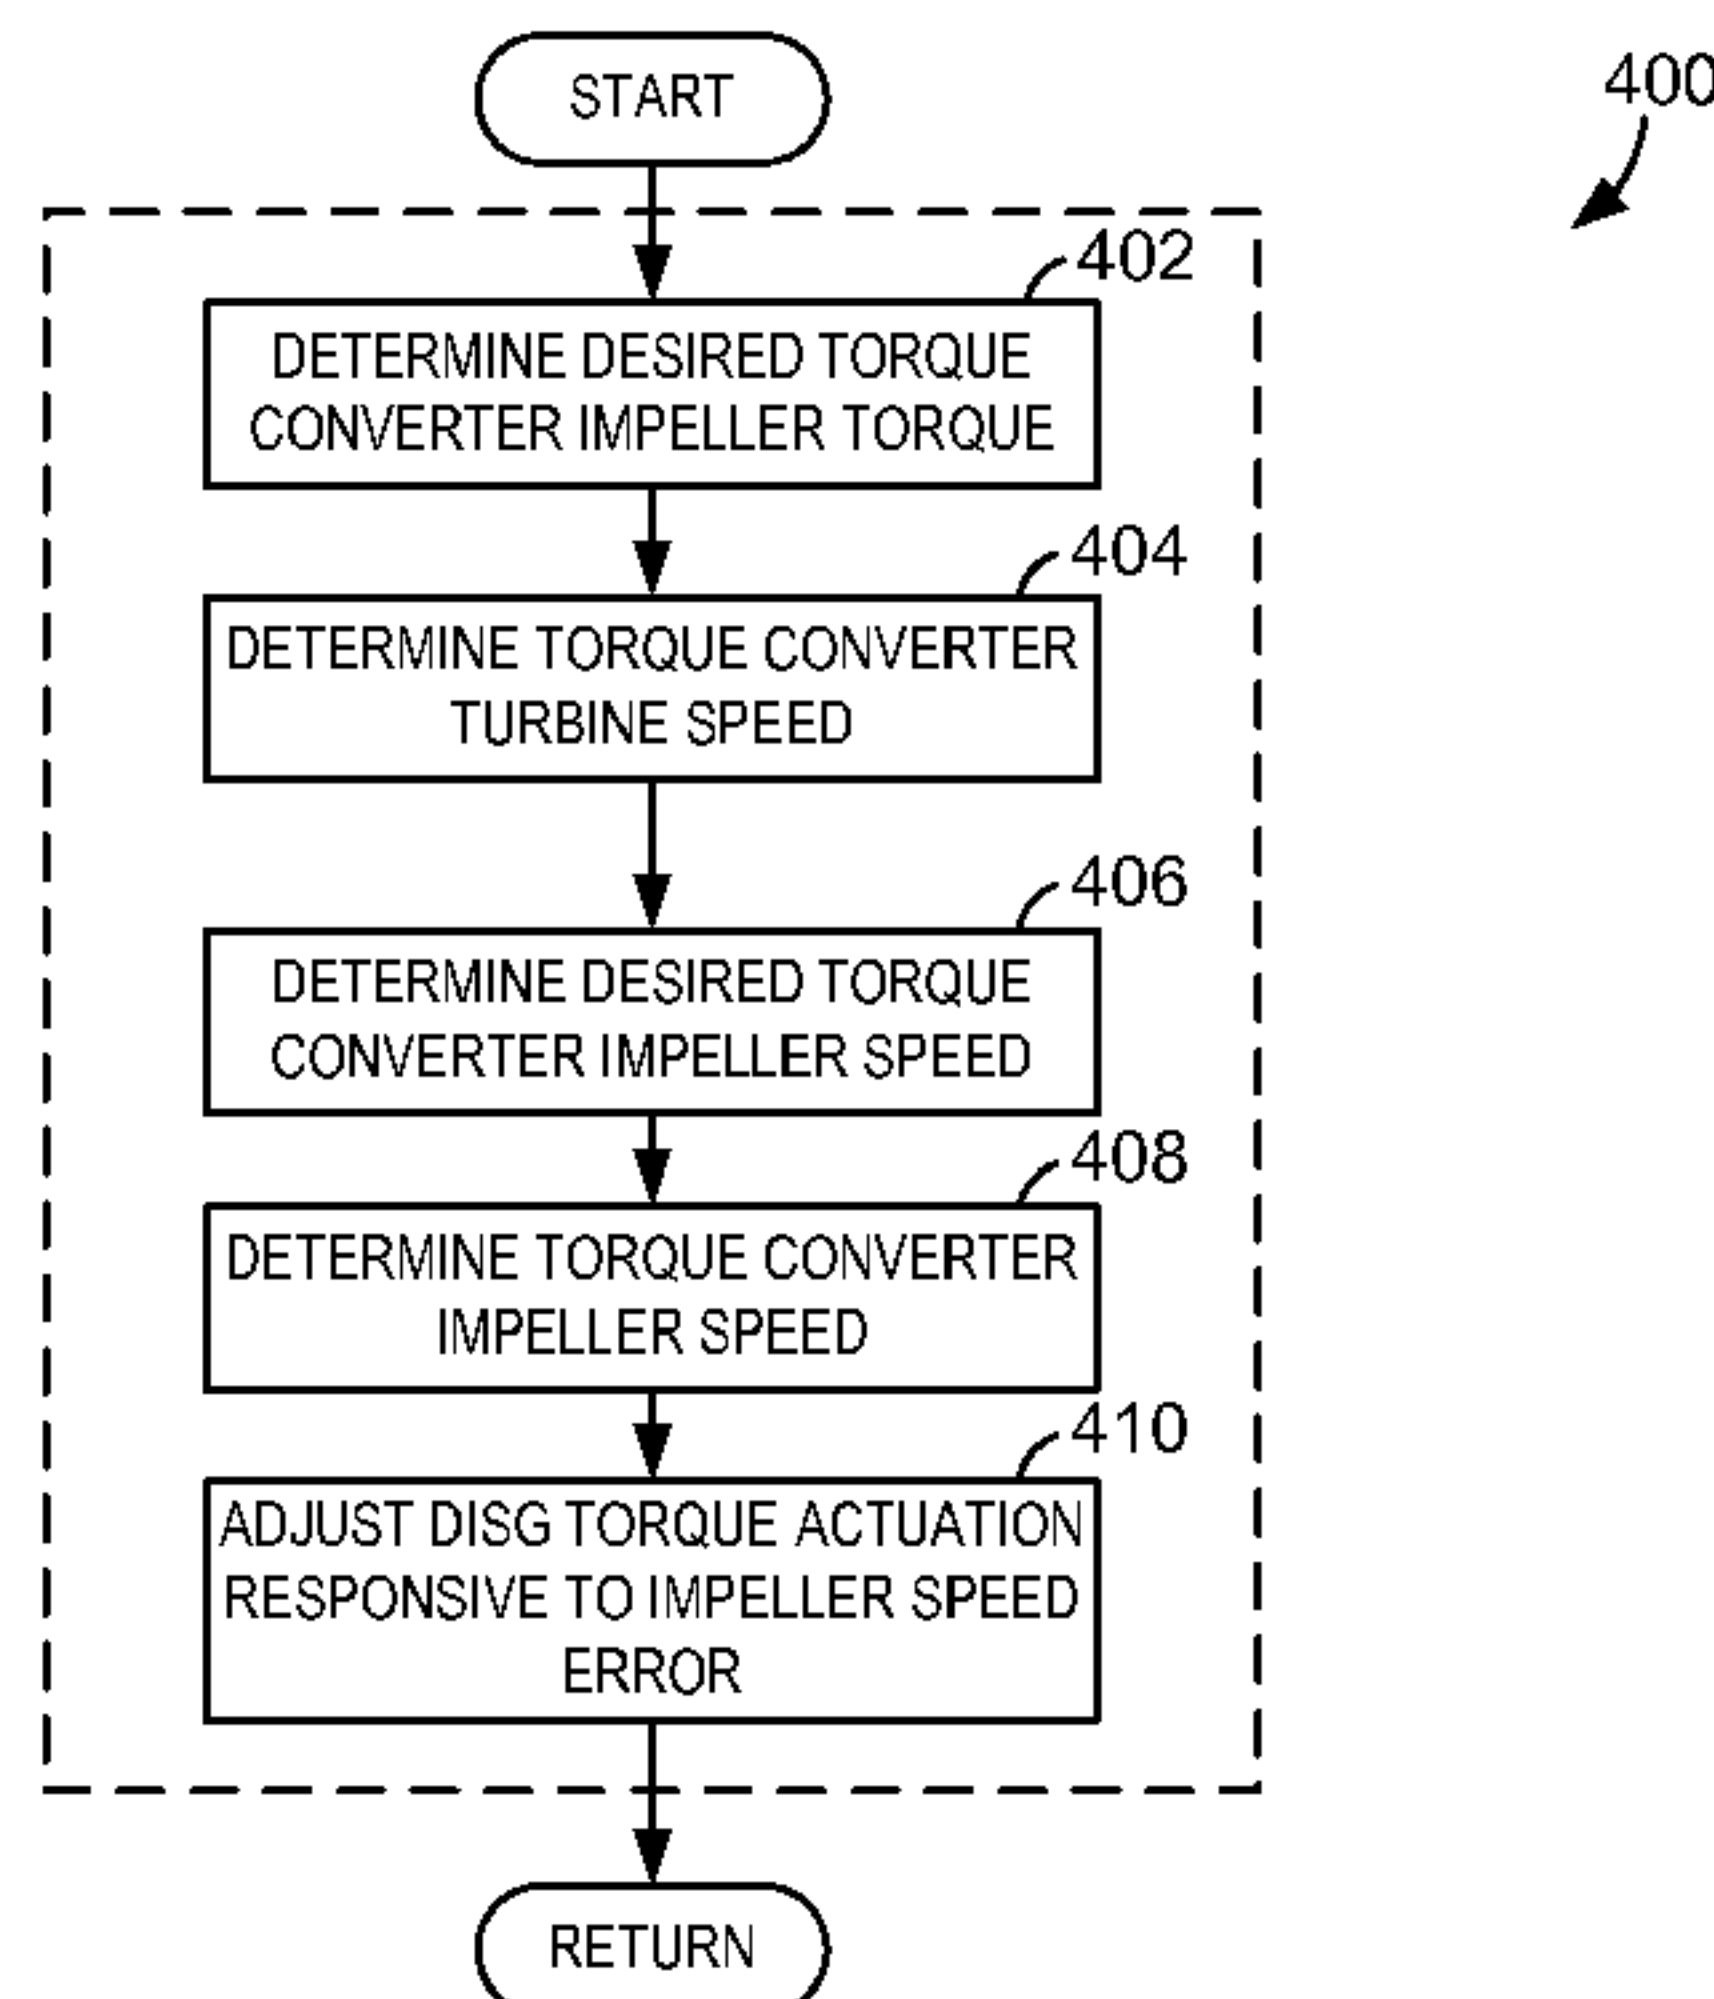 START
400
402
DETERMINE DESIRED TORQUE
CONVERTER IMPELLER TORQUE
404
DETERMINE TORQUE CONVERTER
TURBINE SPEED
406
DETERMINE DESIRED TORQUE
CONVERTER IMPELLER SPEED
408
DETERMINE TORQUE CONVERTER
IMPELLER SPEED
410
ADJUST DISG TORQUE ACTUATION
RESPONSIVE TO IMPELLER SPEED
ERROR
RETURN